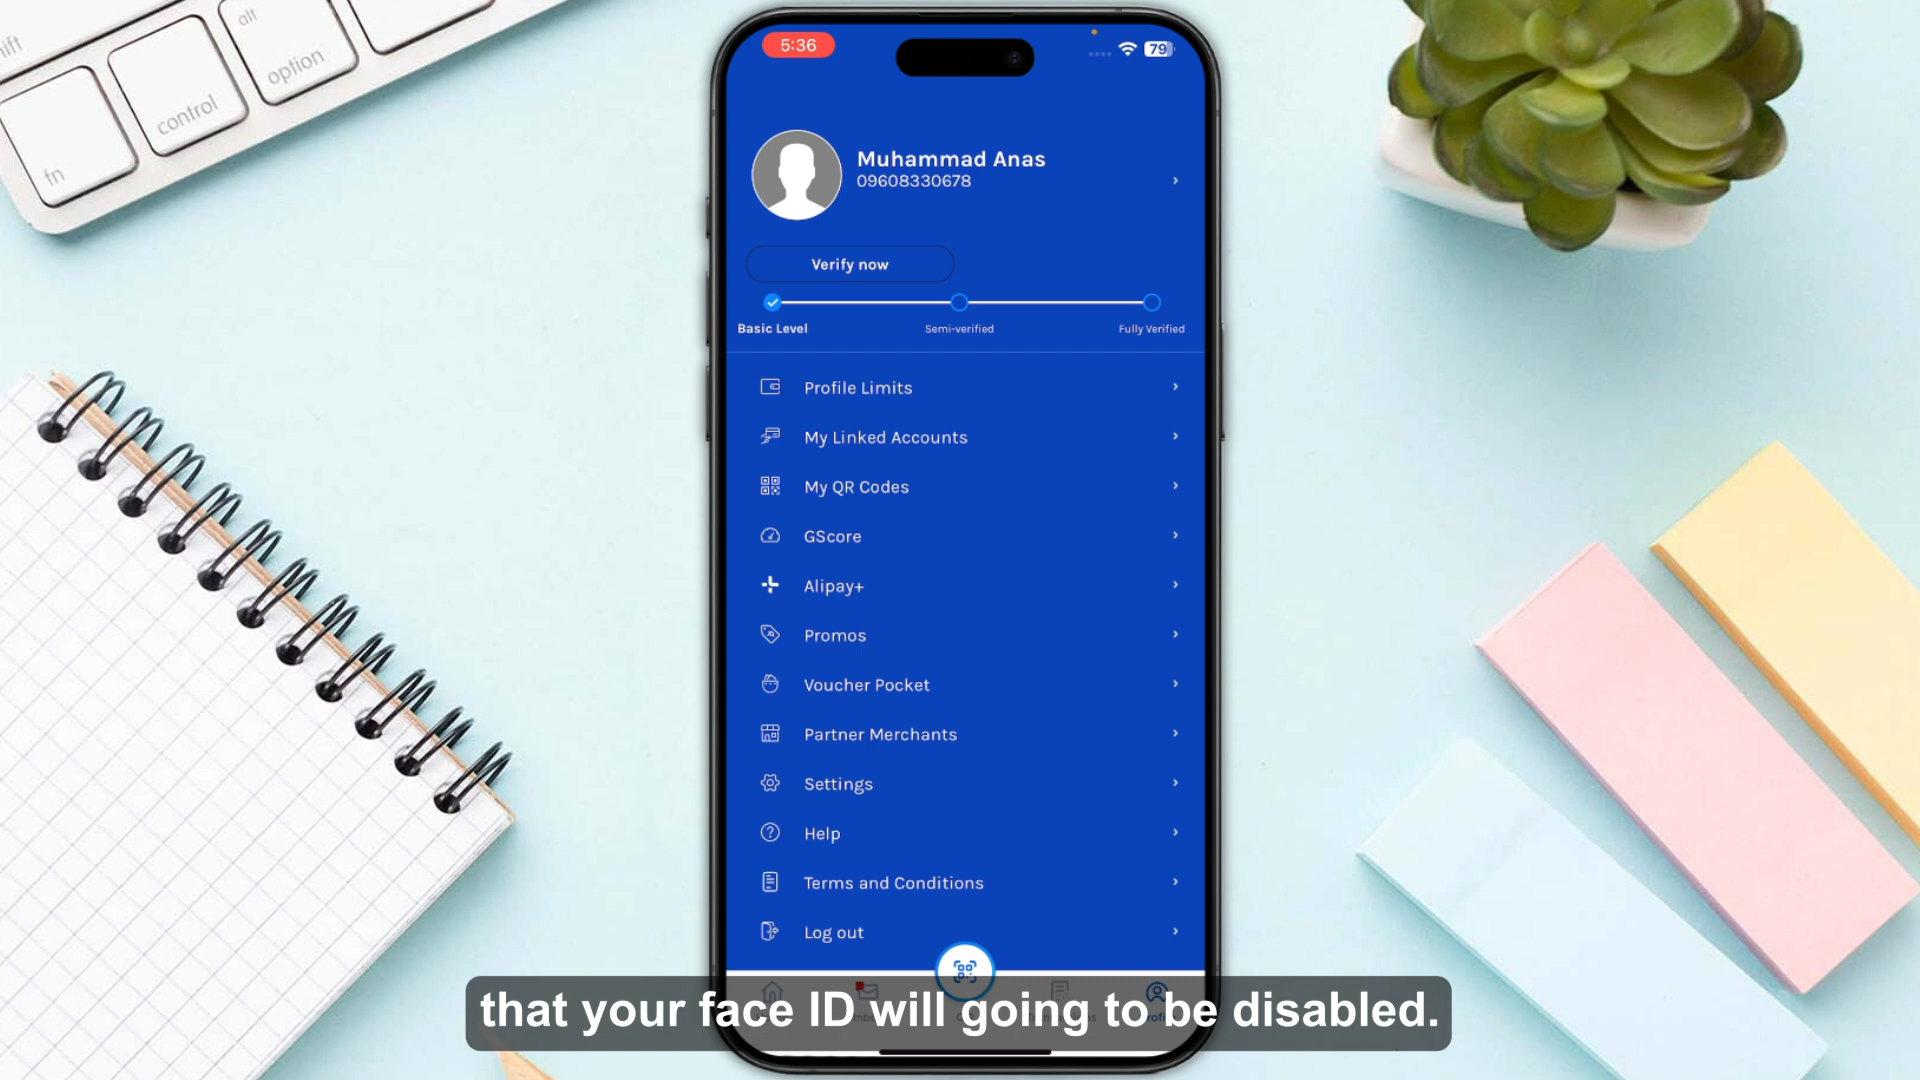 alt
option
control
fn
5:36
79
Muhammad Anas
09608330678
Verify now
Basic Level
Semi-verified
Fully Verified
Profile Limits
My Linked Accounts
My QR Codes
GScore
Alipay+
Promos
Voucher Pocket
Partner Merchants
Settings
Help
Terms and Conditions
Log out
that your face ID will going to be disabled.